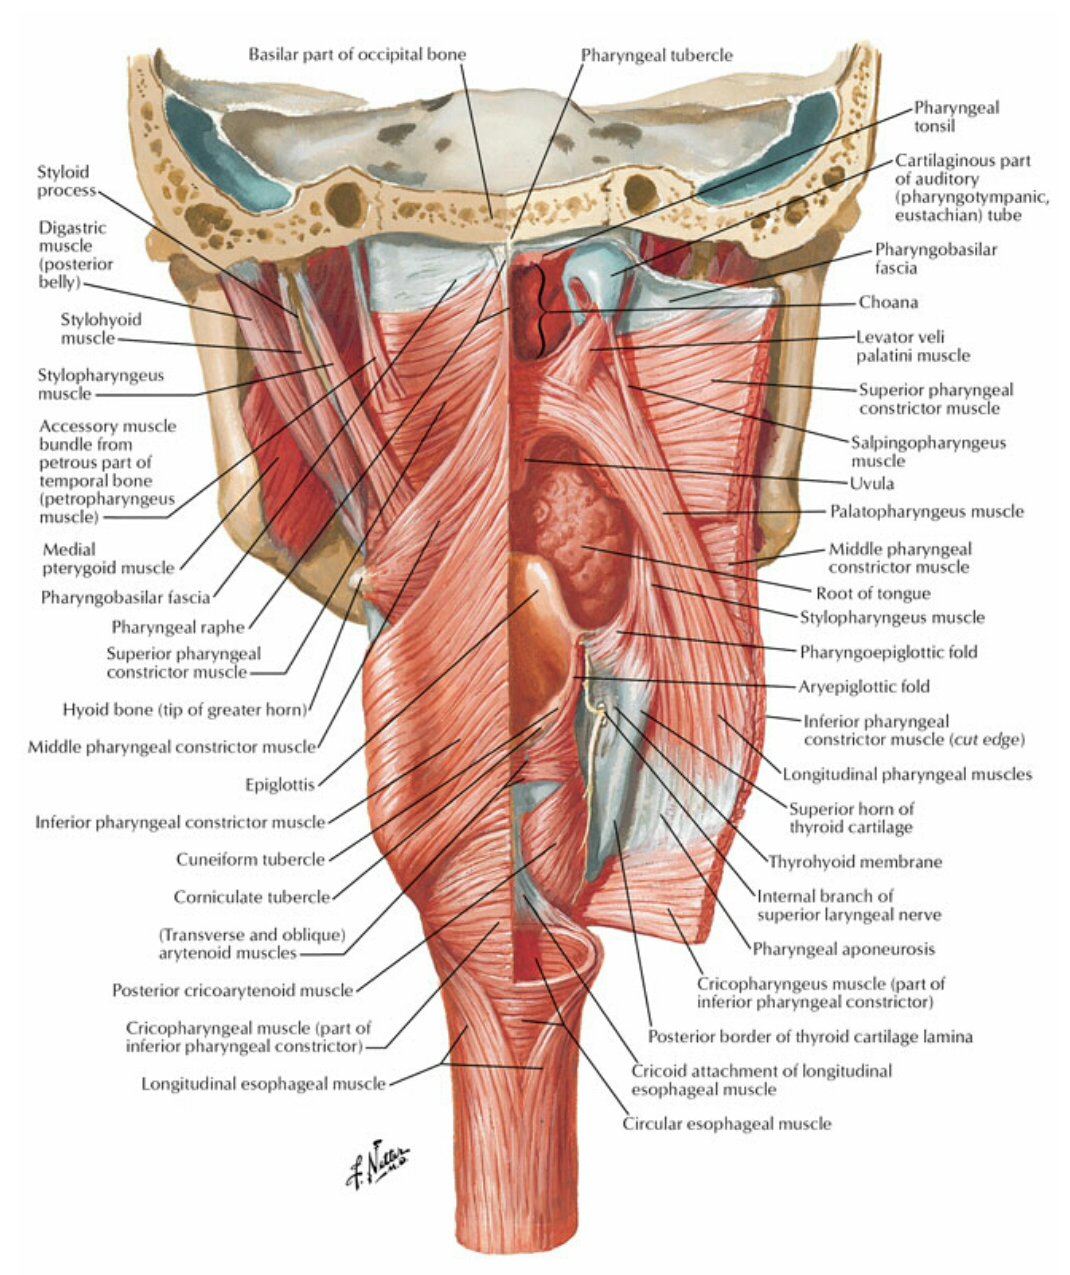 Basilar part of occipital bone
Pharyngeal tubercle
Styloid
process
Digastric
muscle
(posterior
belly)
Stylohyoid
muscle
Stylopharyngeus
muscle
Accessory muscle
bundle from
petrous part of
temporal bone
(petropharyngeus
muscle)
Medial
pterygoid muscle
Pharyngobasilar fascia
Pharyngeal raphe
Superior pharyngeal
constrictor muscle
Hyoid bone (tip of greater horn)
Middle pharyngeal constrictor muscle
Epiglottis
Inferior pharyngeal constrictor muscle
Cuneiform tubercle
Corniculate tubercle
(Transverse and oblique)
arytenoid muscles
Posterior cricoarytenoid muscle
Cricopharyngeal muscle (part of
inferior pharyngeal constrictor)
Longitudinal esophageal muscle
Pharyngeal
tonsil
Cartilaginous part
of auditory
(pharyngotympanic,
eustachian) tube
Pharyngobasilar
fascia
Choana
Levator veli
palatini muscle
Superior pharyngeal
constrictor muscle
Salpingopharyngeus
muscle
Uvula
Palatopharyngeus muscle
Middle pharyngeal
constrictor muscle
Root of tongue
Stylopharyngeus muscle
Pharyngoepiglottic fold
Aryepiglottic fold
Inferior pharyngeal
constrictor muscle (cut edge)
Longitudinal pharyngeal muscles
Superior horn of
thyroid cartilage
Thyrohyoid membrane
Internal branch of
superior laryngeal nerve
Pharyngeal aponeurosis
Cricopharyngeus muscle (part of
inferior pharyngeal constrictor)
Posterior border of thyroid cartilage lamina
Cricoid attachment of longitudinal
esophageal muscle
Circular esophageal muscle
F. Netter
M.D.